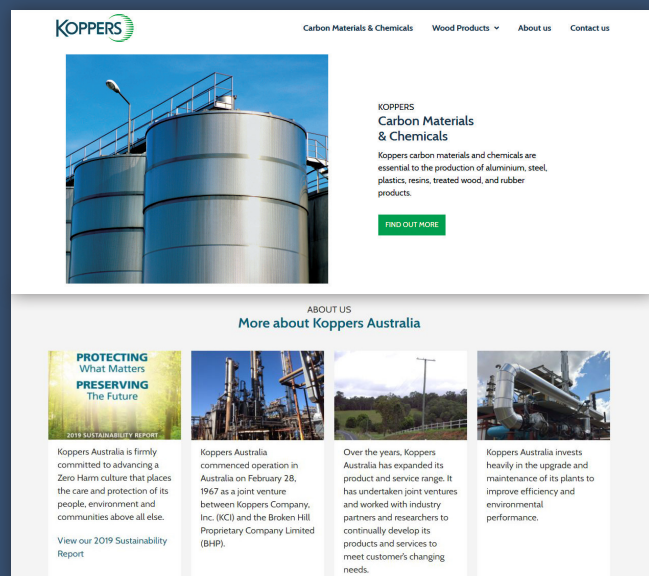 KOPPERS
Carbon Materials & Chemicals Wood Products About us Contact us
KOPPERS
Carbon Materials
& Chemicals
Koppers carbon materials and chemicals are
essential to the production of aluminium, steel,
plastics, resins, treated wood, and rubber
products.
FIND OUT MORE
ABOUT US
More about Koppers Australia
PROTECTING
What Matters
PRESERVING
The Future
2019 SUSTAINABILITY REPORT
Koppers Australia is firmly
committed to advancing a
Zero Harm culture that places
the care and protection of its
people, environment and
communities above all else.
View our 2019 Sustainability
Report
Koppers Australia
commenced operation in
Australia on February 28,
1967 as a joint venture
between Koppers Company,
Inc. (KCI) and the Broken Hill
Proprietary Company Limited
(BHP).
Over the years, Koppers
Australia has expanded its
product and service range. It
has undertaken joint ventures
and worked with industry
partners and researchers to
continually develop its
products and services to
meet customer's changing
needs.
Koppers Australia invests
heavily in the upgrade and
maintenance of its plants to
improve efficiency and
environmental
performance.